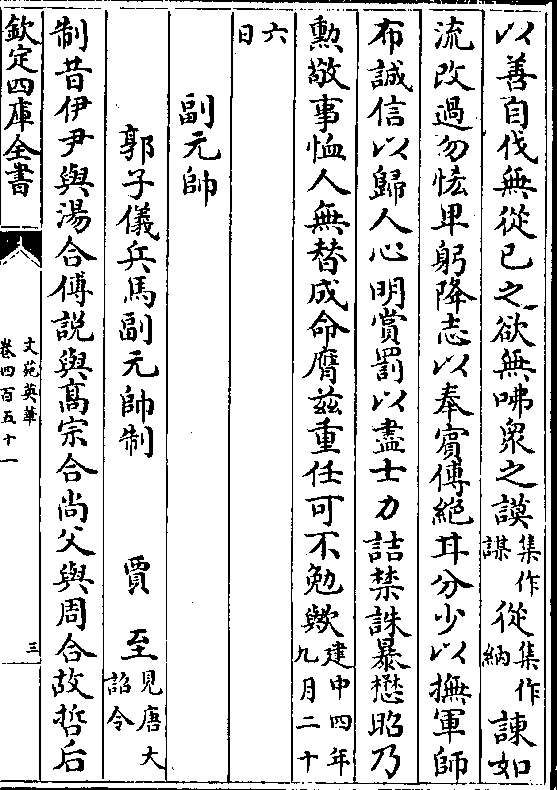 以善自伐無從已之欲無咈衆之謨集作謀從集作納諫如
流改過勿恡卑躬降志以奉賓傅絶甘分少以撫軍師
布誠信以歸人心明賞罰以盡士力詰禁誅暴懋昭乃
勲敬事恤人無替成命膺兹重任可不勉歟建中四年九月二十
六日
副元帥
郭子儀兵馬副元帥制 賈至見唐大詔令
制昔伊尹與湯合傅説與髙宗合尚父與周合故哲后
欽定四庫全書
文苑英華
卷四百五十一
三